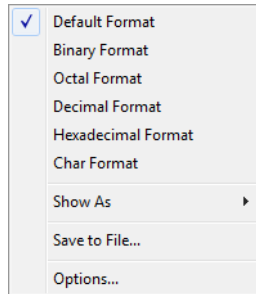 Default Format
Binary Format
Octal Format
Decimal Format
Hexadecimal Format
Char Format
Show As
Save to File...
Options...